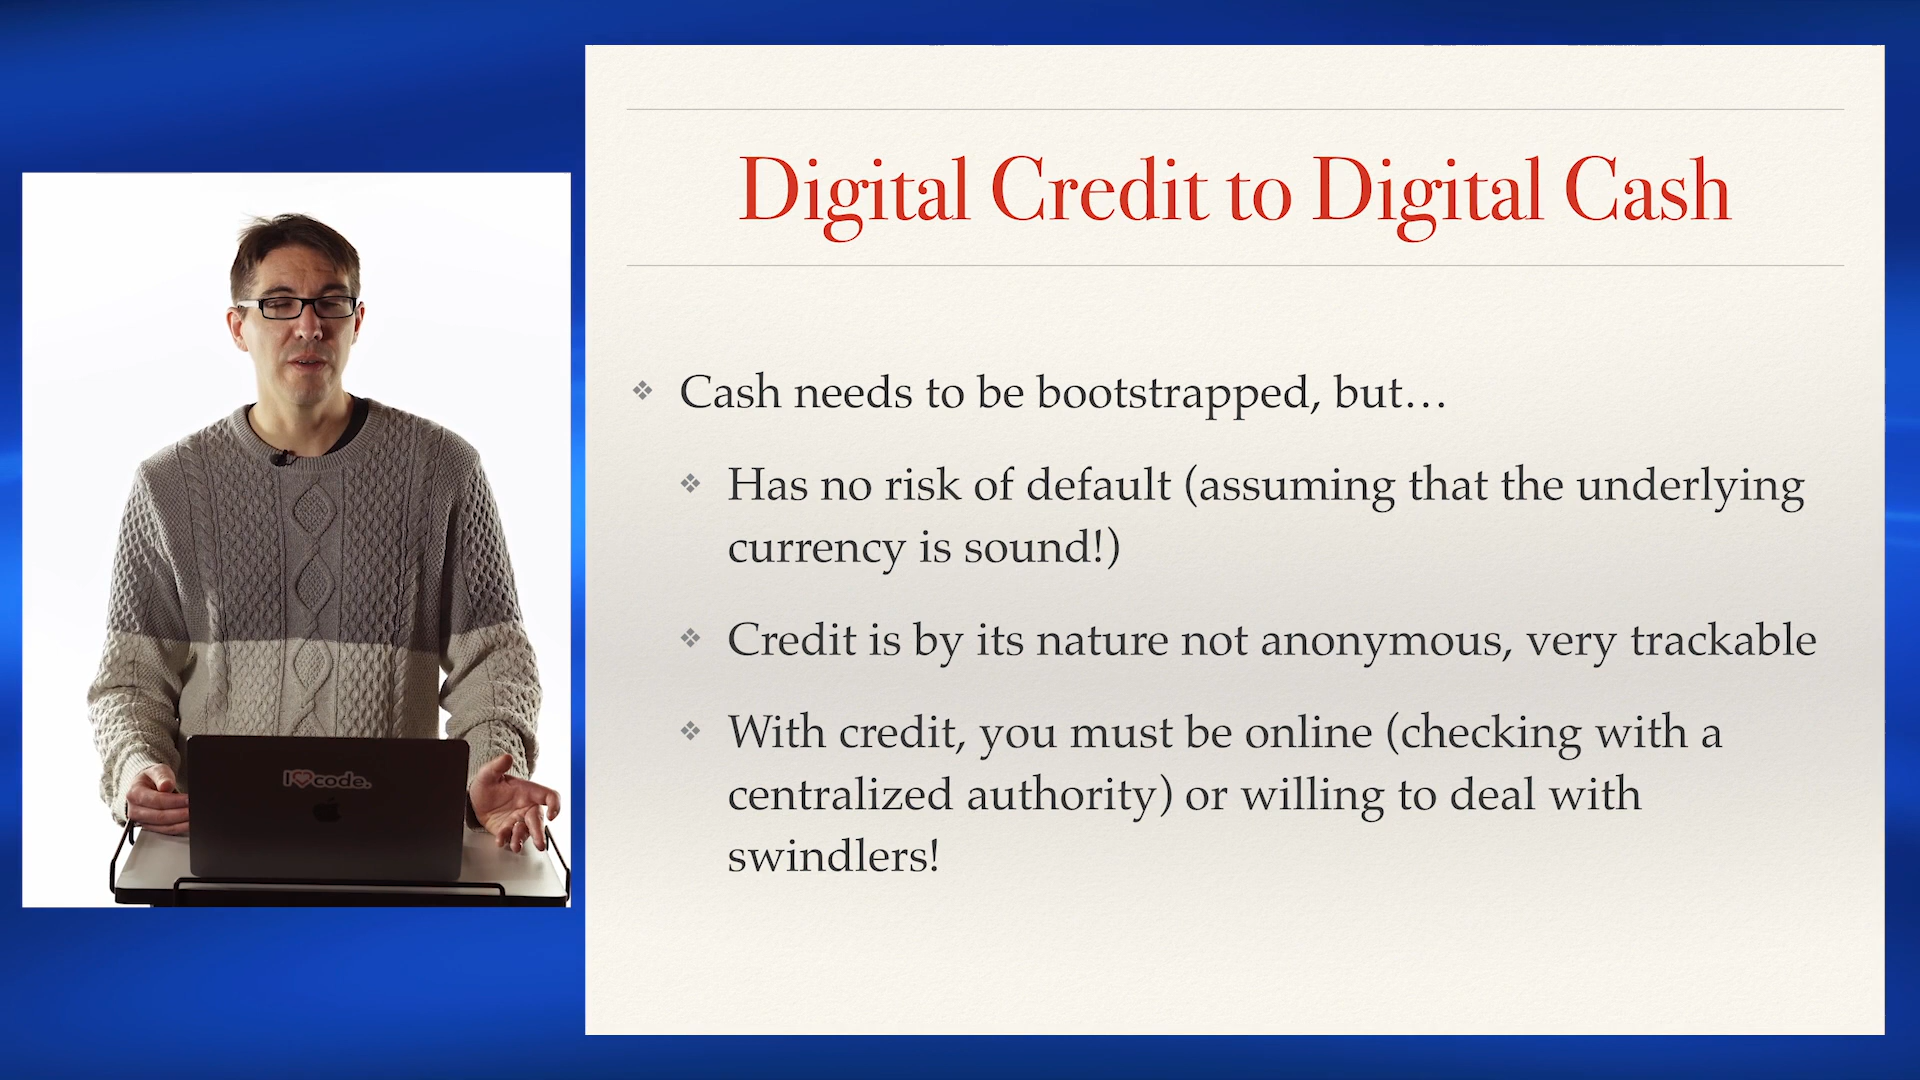 Digital Credit to Digital Cash
❖ Cash needs to be bootstrapped, but…
❖ Has no risk of default (assuming that the underlying
currency is sound!)
❖ Credit is by its nature not anonymous, very trackable
❖ With credit, you must be online (checking with a
centralized authority) or willing to deal with
swindlers!
I❤code.